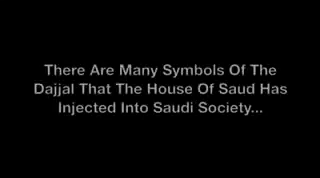 There Are Many Symbols Of The
Dajjal That The House Of Saud Has
Injected Into Saudi Society...